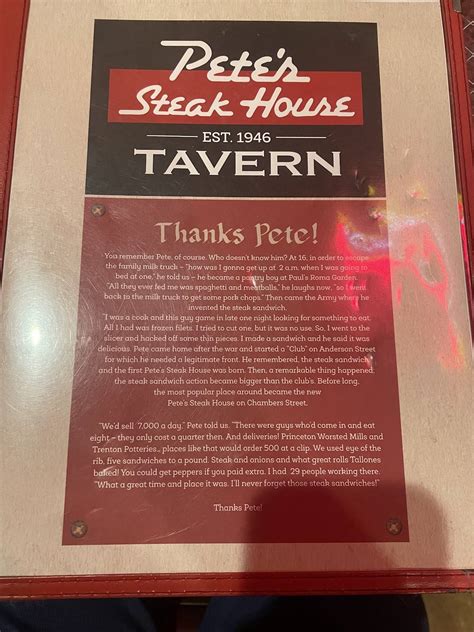 Pete's
Steak House
EST. 1946
TAVERN
Thanks Pete!
You remember Pete, of course. Who doesn't know him? At 16, in order to escape
the family milk truck – "how was I gonna get up at 2 a.m. when I was going to
bed at one," he told us – he became a pantry boy at Paul's Roma Garden.
"All they ever fed me was spaghetti and meatballs," he laughs now, "so I went
back to the milk truck to get some pork chops." Then came the Army where he
invented the steak sandwich.
"I was a cook and this guy came in late one night looking for something to eat.
All I had was frozen filets. I tried to cut one, but it was no use. So, I went to the
slicer and hacked off some thin pieces. I made a sandwich and he said it was
delicious. Pete came home after the war and started a "Club" on Anderson Street
for which he needed a legitimate front. He remembered, the steak sandwich
and the first Pete's Steak House was born. Then, a remarkable thing happened.
the steak sandwich action became bigger than the club's. Before long,
the most popular place around became the new
Pete's Steak House on Chambers Street.
"We'd sell 7,000 a day." Pete told us. "There were guys who'd come in and eat
eight – they only cost a quarter then. And deliveries! Princeton Worsted Mills and
Trenton Potteries., places like that would order 500 at a clip. We used eye of the
rib, five sandwiches to a pound. Steak and onions and what great rolls Tallones
baked! You could get peppers if you paid extra. I had 29 people working there.
"What a great time and place it was. I'll never forget those steak sandwiches!"
Thanks Pete!